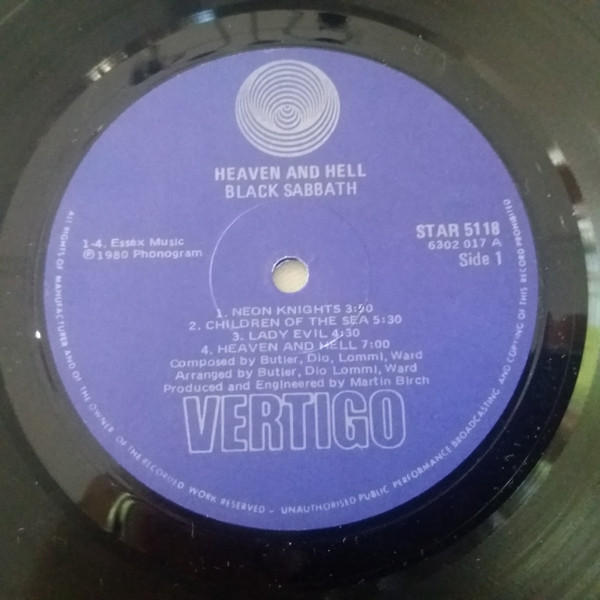 HEAVEN AND HELL
BLACK SABBATH
1-4. Essex Music
℗1980 Phonogram
STAR 5118
6302 017 A
Side 1
1. NEON KNIGHTS 3:90
2. CHILDREN OF THE SEA 5:30
3. LADY EVIL 4:30
4. HEAVEN AND HELL 7:00
Composed by Butler, Dio, Lommi, Ward
Arranged by Butler, Dio Lommi, Ward
Produced and Engineered by Martin Birch
VERTIGO
ALL RIGHTS OF MANUFACTURER AND OF THE OWNER OF THE RECORDED WORK RESERVED – UNAUTHORISED PUBLIC PERFORMANCE BROADCASTING AND COPYING OF THIS RECORD PROHIBITED